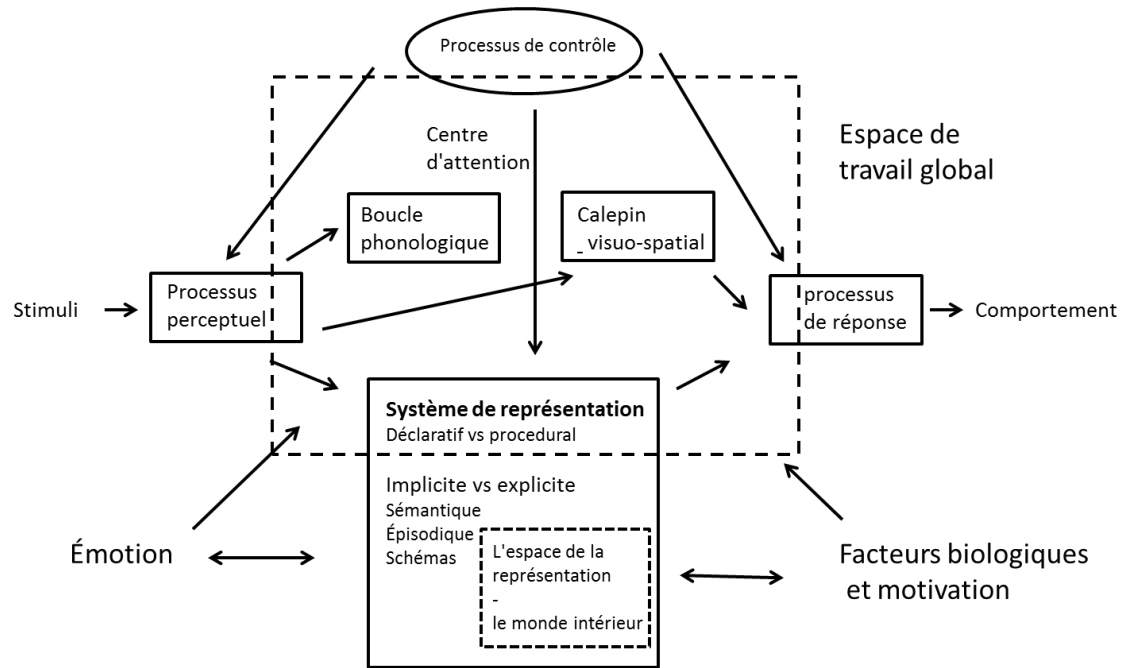 Processus de contrôle
Centre
d'attention
Espace de
travail global
Boucle
phonologique
Calepin
- visuo-spatial
Stimuli
Processus
perceptuel
processus
de réponse
Comportement
Système de représentation
Déclaratif vs procedural
Implicite vs explicite
Sémantique
Épisodique
Schémas
L'espace de la
représentation
-
le monde intérieur
Émotion
Facteurs biologiques
et motivation